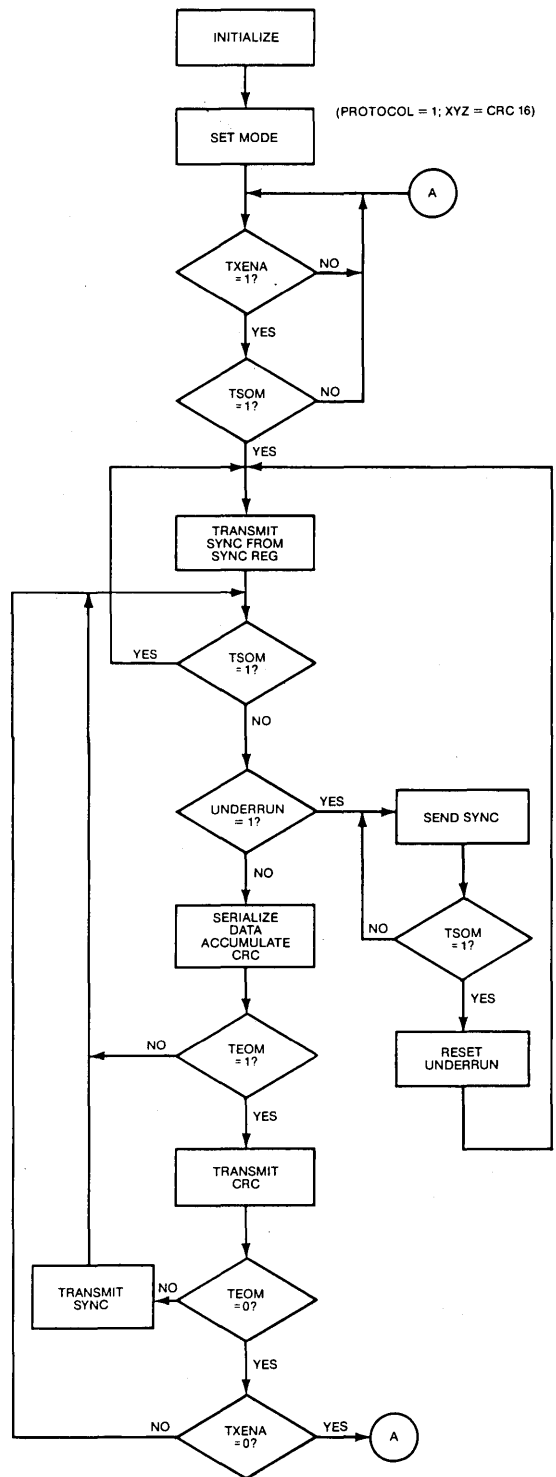 INITIALIZE
SET MODE
(PROTOCOL = 1; XYZ = CRC 16)
A
TXENA
= 1?
NO
YES
TSOM
= 1?
NO
YES
TRANSMIT
SYNC FROM
SYNC REG
YES
TSOM
= 1?
NO
UNDERRUN
= 1?
YES
SEND SYNC
NO
SERIALIZE
DATA
ACCUMULATE
CRC
NO
TSOM
= 1?
YES
NO
TEOM
= 1?
RESET
UNDERRUN
YES
TRANSMIT
CRC
TRANSMIT
SYNC
NO
TEOM
= 0?
YES
NO
TXENA
= 0?
YES
A